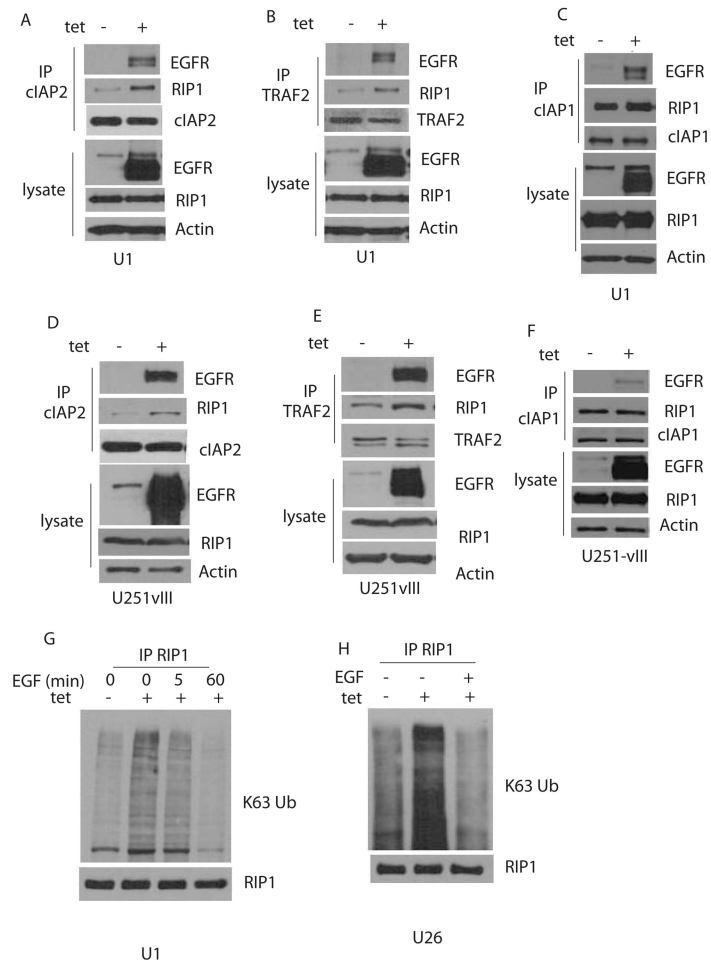 A
tet - +
IP cIAP2
EGFR
RIP1
cIAP2
lysate
EGFR
RIP1
Actin
U1
B
tet - +
IP TRAF2
EGFR
RIP1
TRAF2
lysate
EGFR
RIP1
Actin
U1
C
tet - +
IP cIAP1
EGFR
RIP1
cIAP1
lysate
EGFR
RIP1
Actin
U1
D
tet - +
IP cIAP2
EGFR
RIP1
cIAP2
lysate
EGFR
RIP1
Actin
U251vIII
E
tet - +
IP TRAF2
EGFR
RIP1
TRAF2
lysate
EGFR
RIP1
Actin
U251vIII
F
tet - +
IP cIAP1
EGFR
RIP1
cIAP1
lysate
EGFR
RIP1
Actin
U251-vIII
G
IP RIP1
EGF (min) 0 0 5 60
tet - + + +
K63 Ub
RIP1
U1
H
IP RIP1
EGF - - +
tet - + +
K63 Ub
RIP1
U26